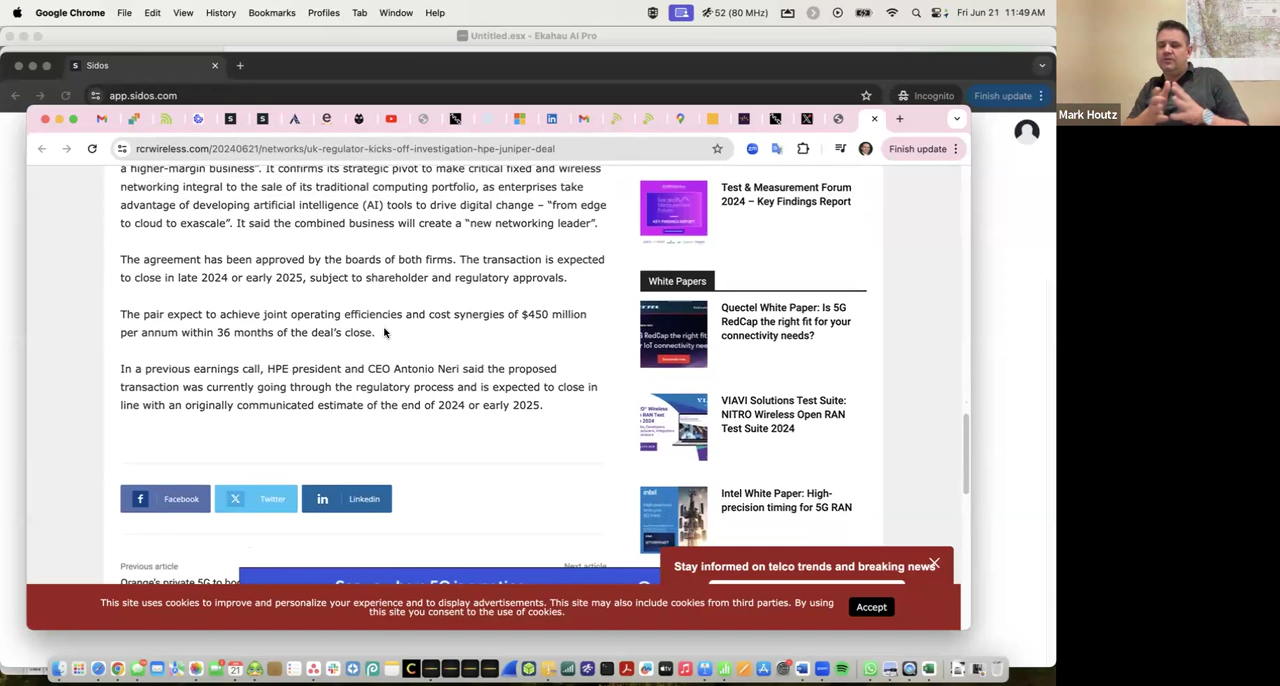 Google Chrome File Edit View History Bookmarks Profiles Tab Window Help
52 (80 MHz) Fri Jun 21 11:49 AM
Untitled.esx - Ekahau AI Pro
Sidos
app.sidos.com
Incognito
Finish update
rcrwireless.com/20240621/networks/uk-regulator-kicks-off-investigation-hpe-juniper-deal
Finish update
a higher-margin business”. It confirms its strategic pivot to make critical fixed and wireless
networking integral to the sale of its traditional computing portfolio, as enterprises take
advantage of developing artificial intelligence (AI) tools to drive digital change – “from edge
to cloud to exascale”. It said the combined business will create a “new networking leader”.
The agreement has been approved by the boards of both firms. The transaction is expected
to close in late 2024 or early 2025, subject to shareholder and regulatory approvals.
The pair expect to achieve joint operating efficiencies and cost synergies of $450 million
per annum within 36 months of the deal’s close.
In a previous earnings call, HPE president and CEO Antonio Neri said the proposed
transaction was currently going through the regulatory process and is expected to close in
line with an originally communicated estimate of the end of 2024 or early 2025.
Facebook
Twitter
Linkedin
Previous article
Next article
Test & Measurement Forum
2024 – Key Findings Report
White Papers
Quectel White Paper: Is 5G
RedCap the right fit for your
connectivity needs?
VIAVI Solutions Test Suite:
NITRO Wireless Open RAN
Test Suite 2024
Intel White Paper: High-
precision timing for 5G RAN
Stay informed on telco trends and breaking news
This site uses cookies to improve and personalize your experience and to display advertisements. This site may also include cookies from third parties. By using
this site you consent to the use of cookies.
Accept
Mark Houtz